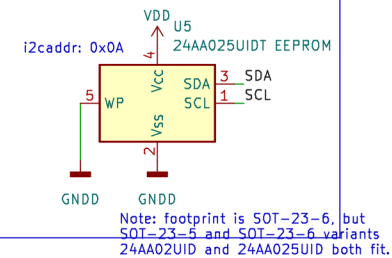 VDD
U5
i2caddr: 0x0A
24AA025UIDT EEPROM
4
Vcc
5
WP
SDA
3
SDA
SCL
1
SCL
Vss
2
GNDD
GNDD
Note: footprint is SOT-23-6, but
SOT-23-5 and SOT-23-6 variants
24AA02UID and 24AA025UID both fit.